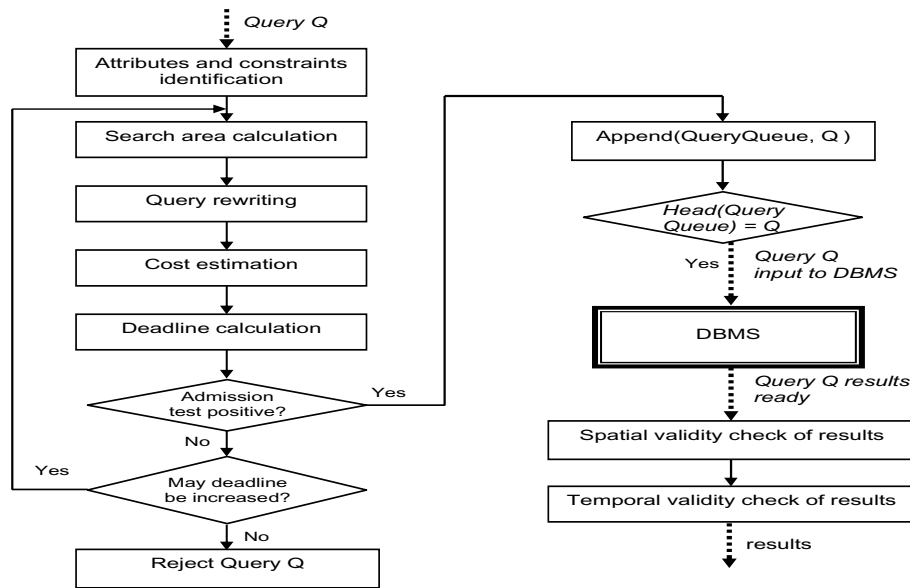 Query Q
Attributes and constraints
identification
Search area calculation
Query rewriting
Cost estimation
Deadline calculation
Admission
test positive?
Yes
No
May deadline
be increased?
Yes
No
Reject Query Q
Append(QueryQueue, Q )
Head(Query
Queue) = Q
Yes
Query Q
input to DBMS
DBMS
Query Q results
ready
Spatial validity check of results
Temporal validity check of results
results